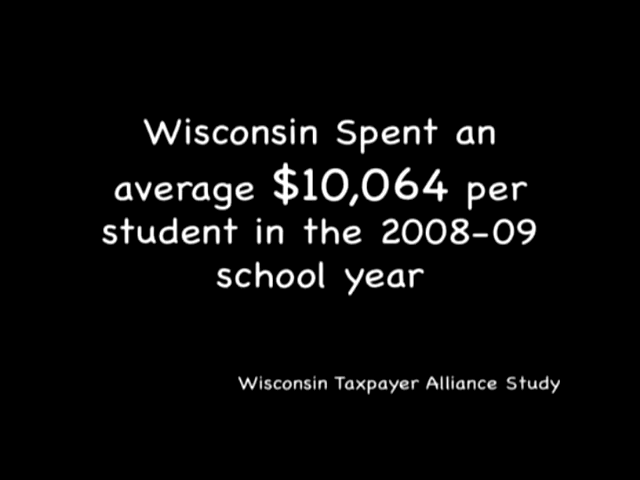 Wisconsin Spent an
average $10,064 per
student in the 2008-09
school year
Wisconsin Taxpayer Alliance Study